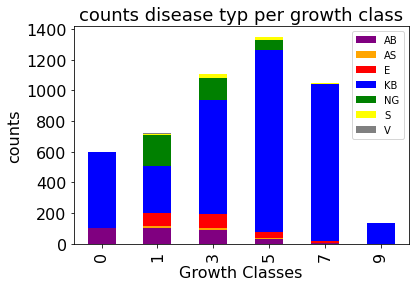 counts disease typ per growth class
1400
1200
1000
800
600
400
200
0
counts
AB
AS
E
KB
NG
S
V
0
1
3
5
7
9
Growth Classes